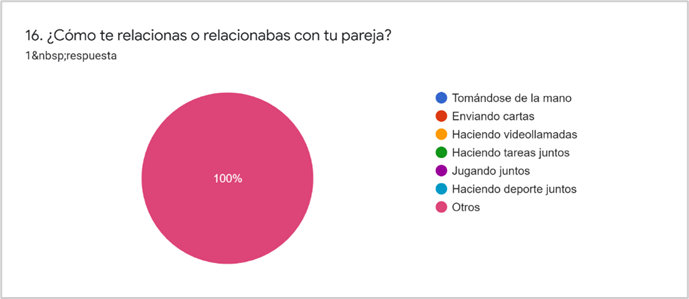 16. ¿Cómo te relacionas o relacionabas con tu pareja?
1&nbsp;respuesta
100%
Tomándose de la mano
Enviando cartas
Haciendo videollamadas
Haciendo tareas juntos
Jugando juntos
Haciendo deporte juntos
Otros